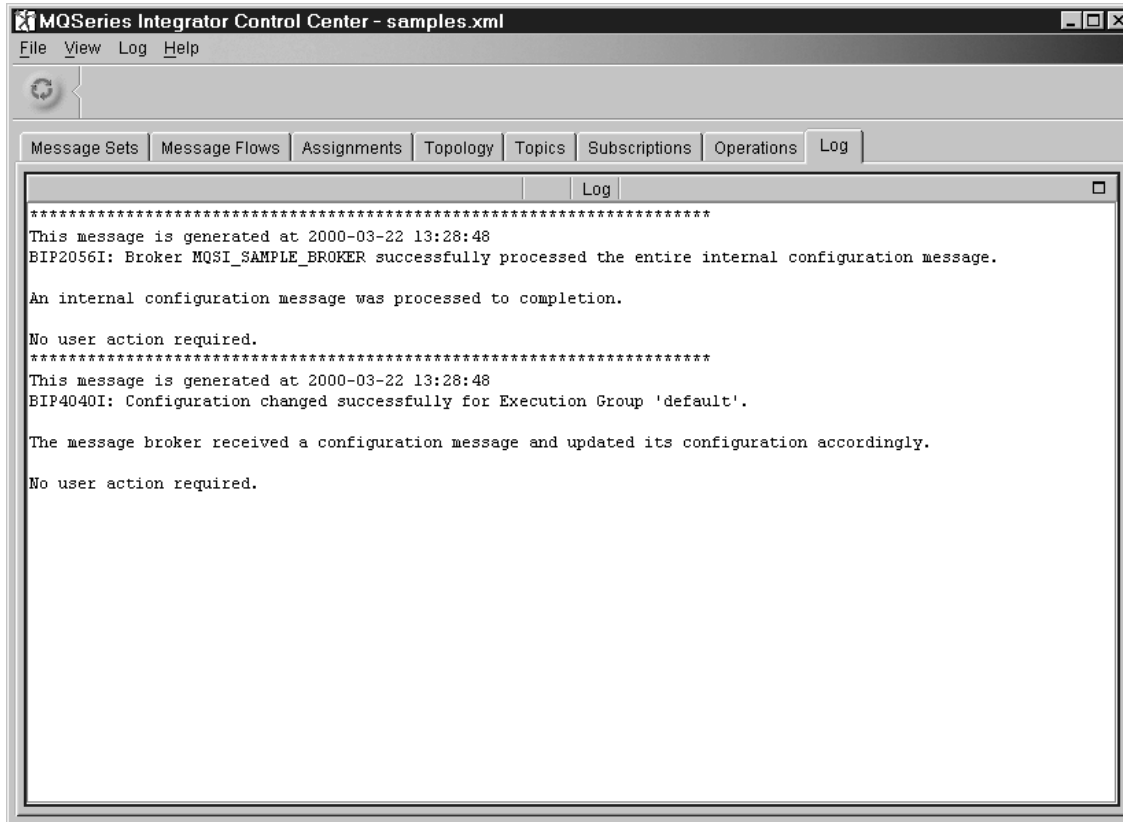 MQSeries Integrator Control Center - samples.xml
File View Log Help
Message Sets Message Flows Assignments Topology Topics Subscriptions Operations Log
Log
***********************************************************************
This message is generated at 2000-03-22 13:28:48
BIP2056I: Broker MQSI_SAMPLE_BROKER successfully processed the entire internal configuration message.
An internal configuration message was processed to completion.
No user action required.
***********************************************************************
This message is generated at 2000-03-22 13:28:48
BIP4040I: Configuration changed successfully for Execution Group 'default'.
The message broker received a configuration message and updated its configuration accordingly.
No user action required.